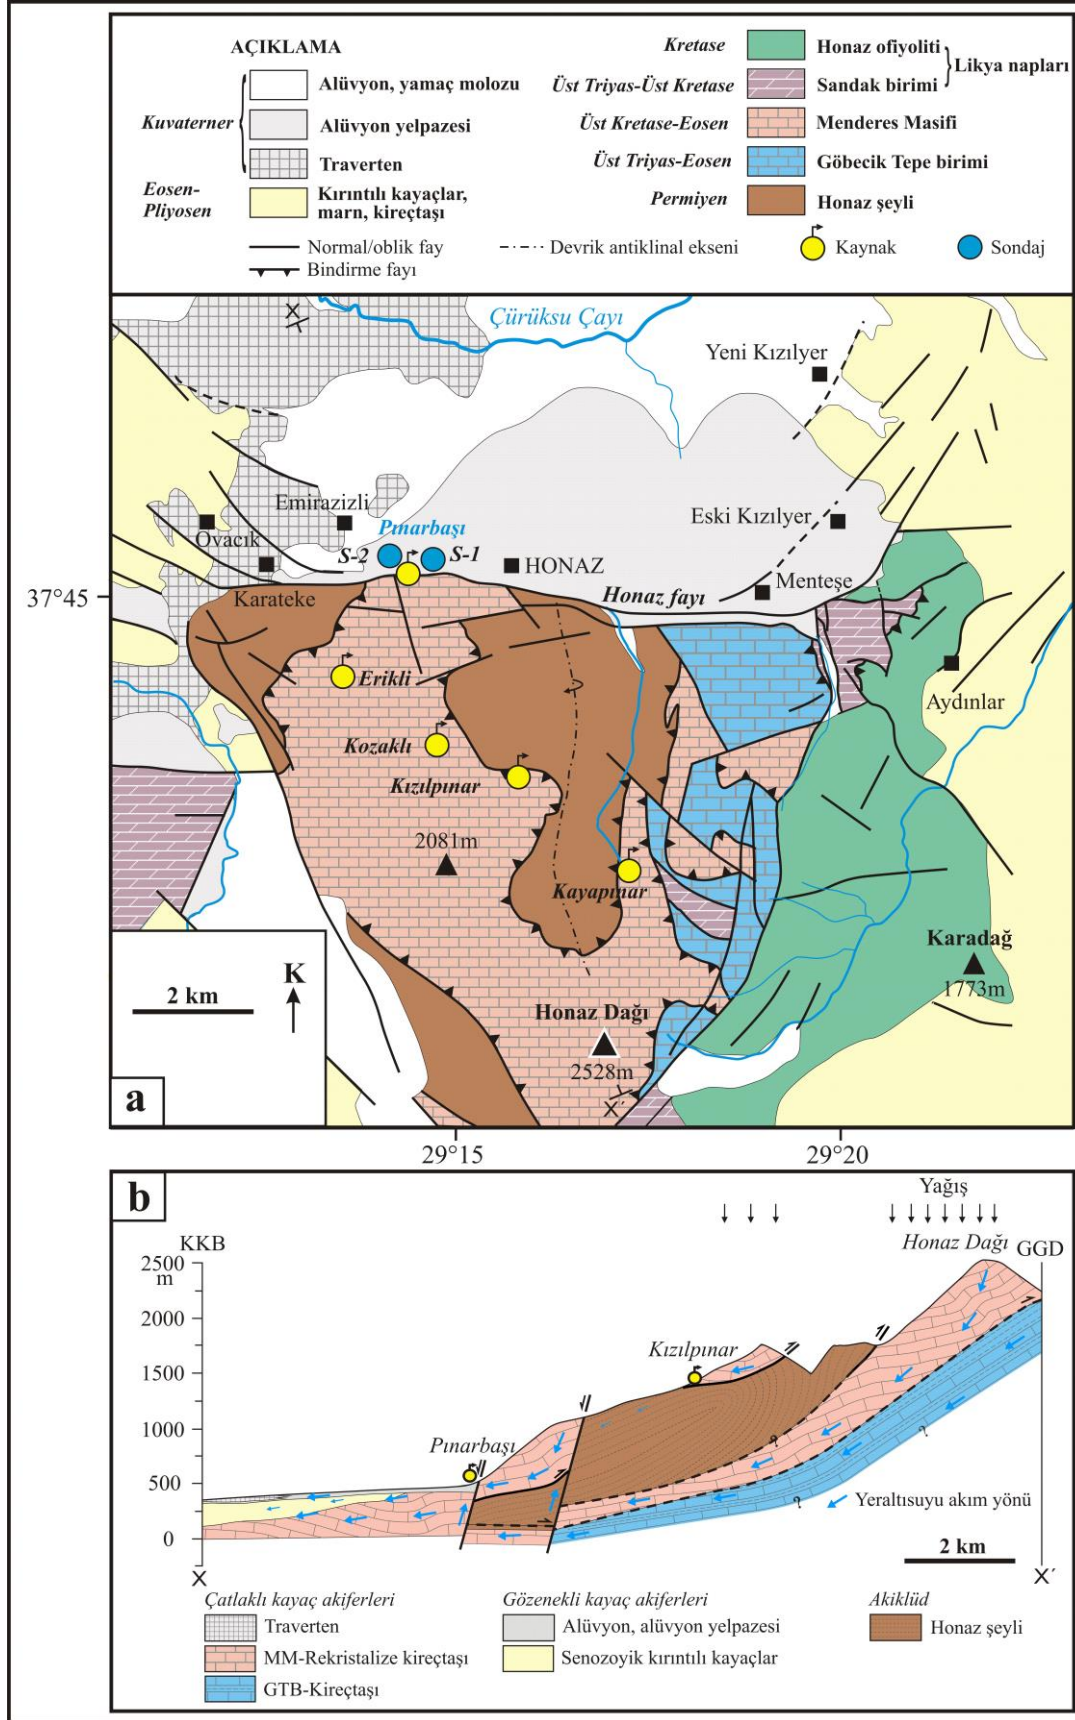 AÇIKLAMA
Kuvaterner
Alüvyon, yamaç molozu
Alüvyon yelpazesi
Traverten
Eosen-
Pliyosen
Kırıntılı kayaçlar,
marn, kireçtaşı
Kretase
Honaz ofiyoliti
Üst Triyas-Üst Kretase
Sandak birimi
Likya napları
Üst Kretase-Eosen
Menderes Masifi
Üst Triyas-Eosen
Göbecik Tepe birimi
Permiyen
Honaz şeyli
Normal/oblik fay
Bindirme fayı
Devrik antiklinal ekseni
Kaynak
Sondaj
X
Çürüksu Çayı
Yeni Kızılyer
Emirazizli
Ovacık
Pınarbaşı
S-2
S-1
HONAZ
Eski Kızılyer
Menteşe
Honaz fayı
37°45
Karateke
Erikli
Aydınlar
Kozaklı
Kızılpınar
2081m
Kayapınar
Karadağ
1773m
K
2 km
Honaz Dağı
2528m
X´
a
29°15
29°20
b
Yağış
KKB
Honaz Dağı
GGD
2500
m
2000
1500
1000
500
0
Kızılpınar
Pınarbaşı
?
?
?
Yeraltısuyu akım yönü
2 km
X
X´
Çatlaklı kayaç akiferleri
Traverten
MM-Rekristalize kireçtaşı
GTB-Kireçtaşı
Gözenekli kayaç akiferleri
Alüvyon, alüvyon yelpazesi
Senozoyik kırıntılı kayaçlar
Akiklüd
Honaz şeyli